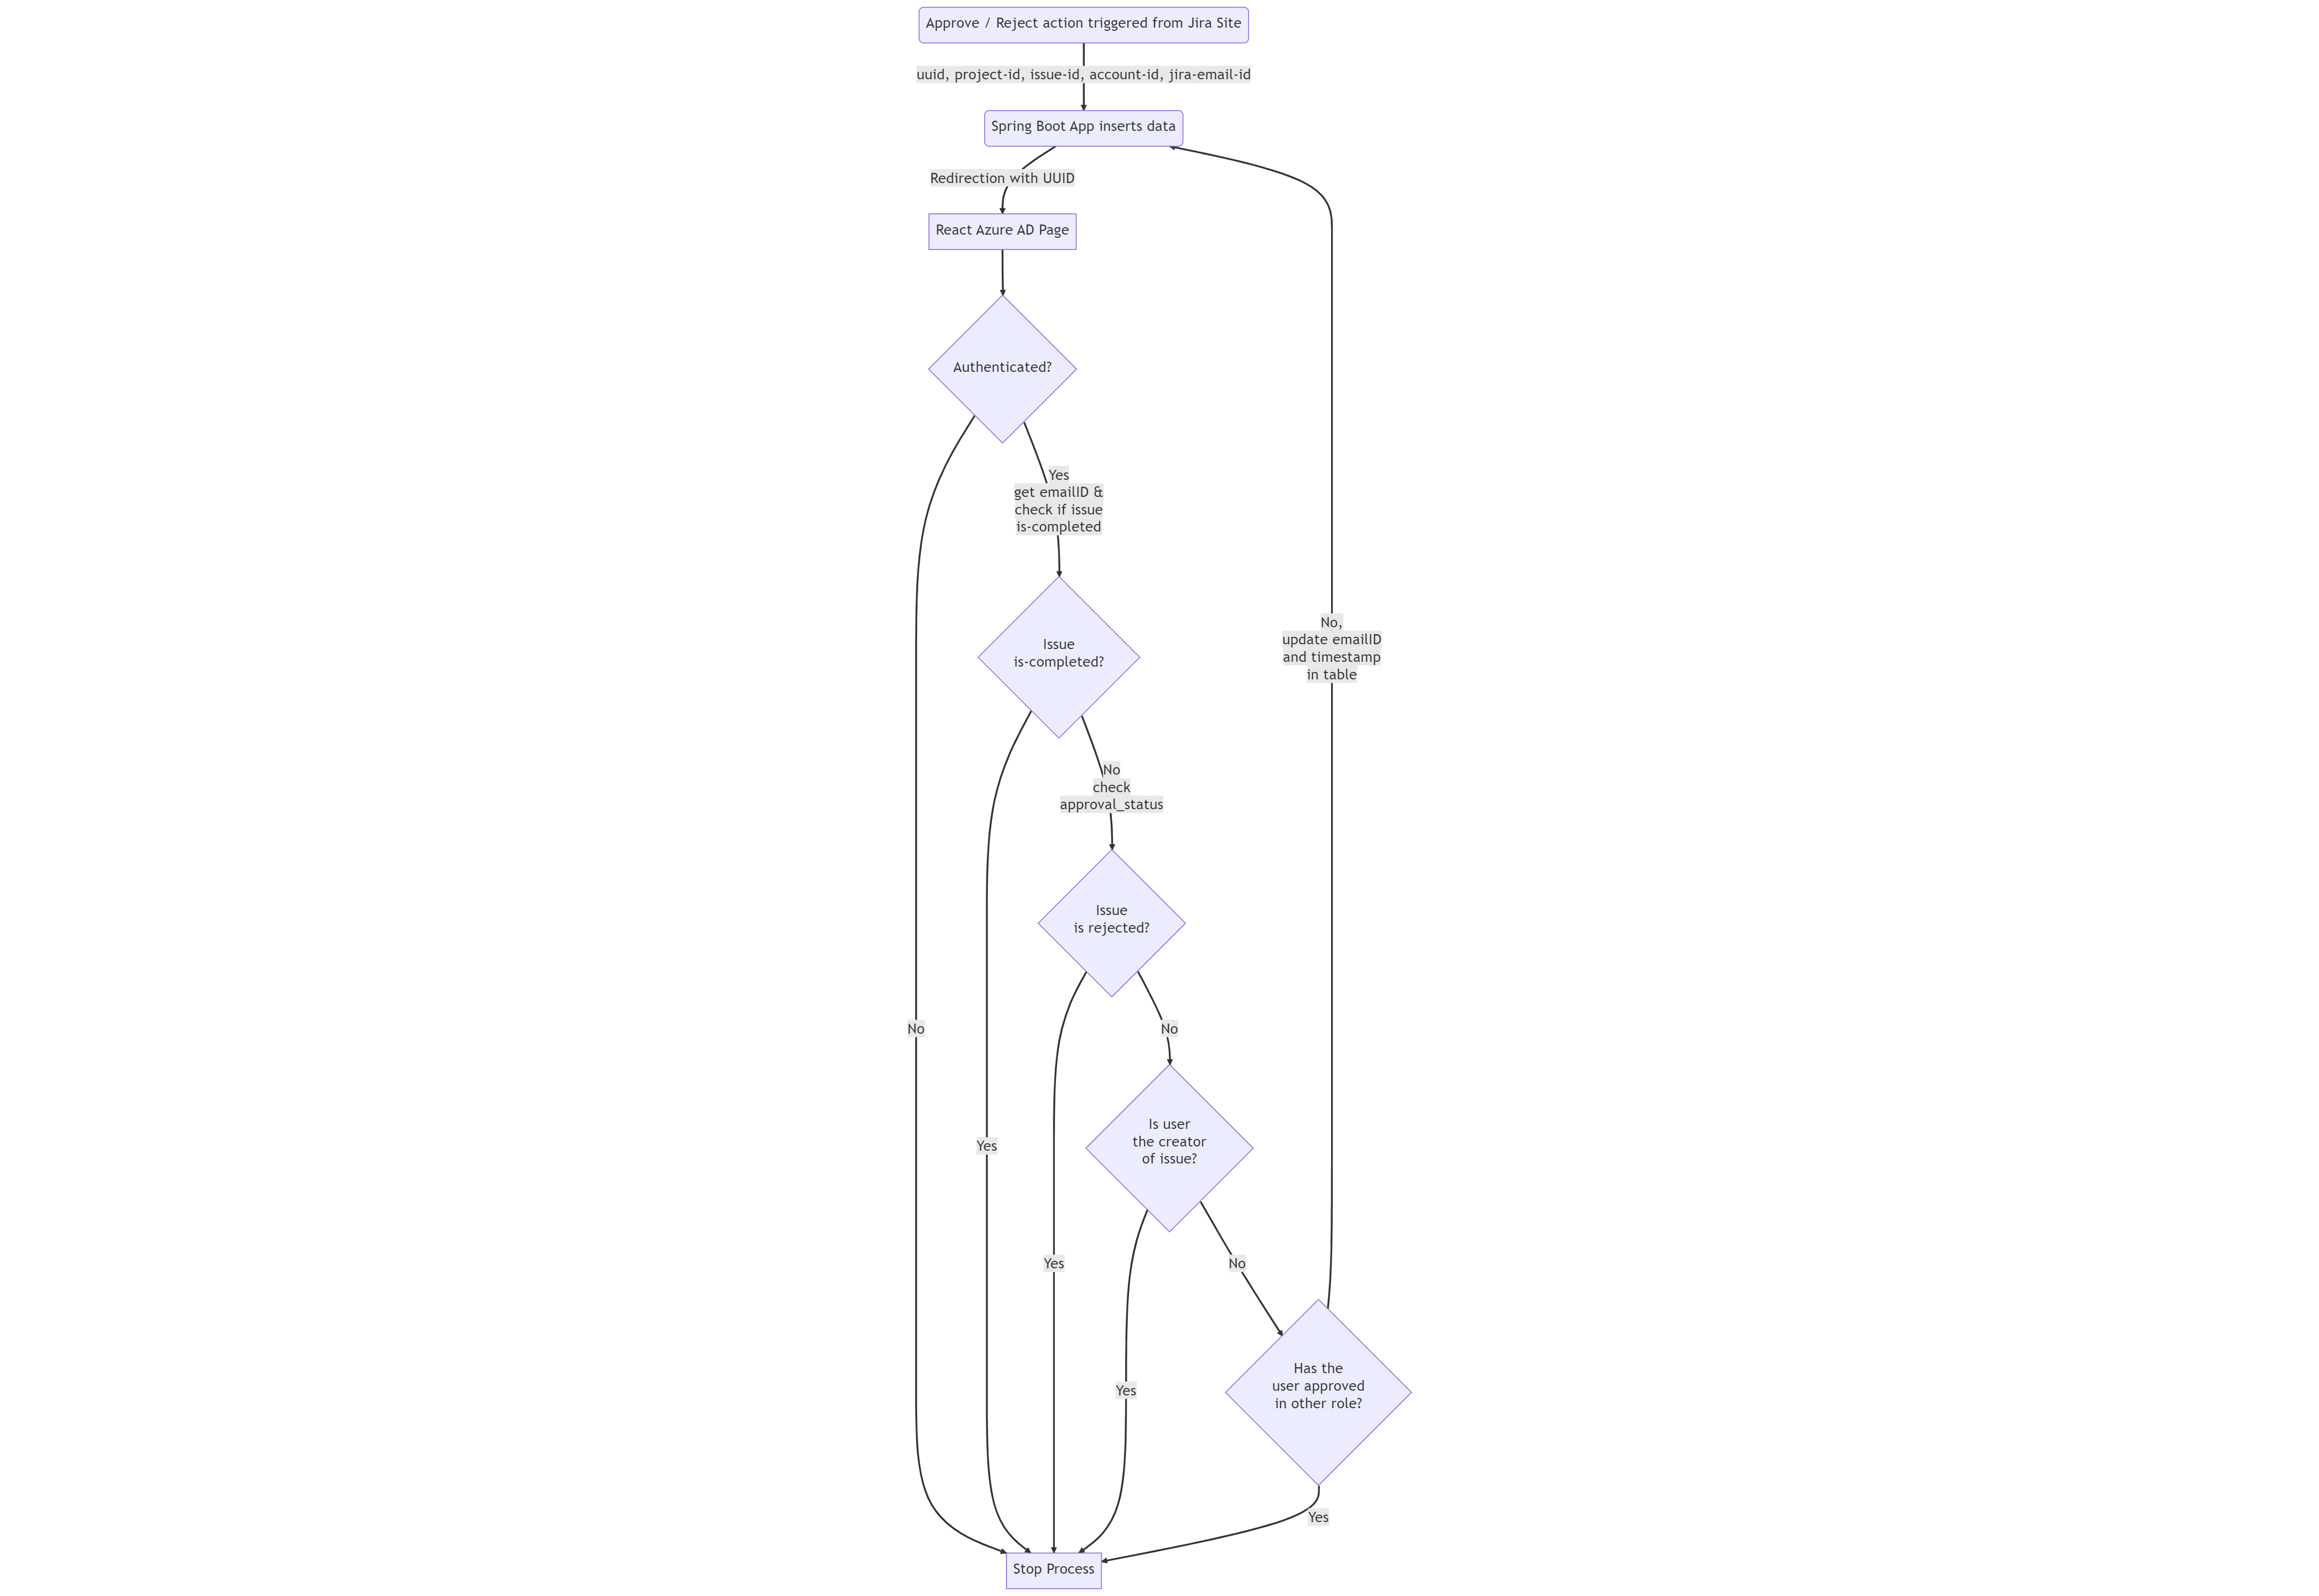 Approve / Reject action triggered from Jira Site
uuid, project-id, issue-id, account-id, jira-email-id
Spring Boot App inserts data
Redirection with UUID
React Azure AD Page
Authenticated?
Yes
get emailID &
check if issue
is-completed
No,
update emailID
and timestamp
in table
Issue
is-completed?
No
check
approval_status
Issue
is rejected?
No
No
Is user
the creator
of issue?
Yes
Yes
No
Has the
user approved
in other role?
Yes
Yes
Stop Process